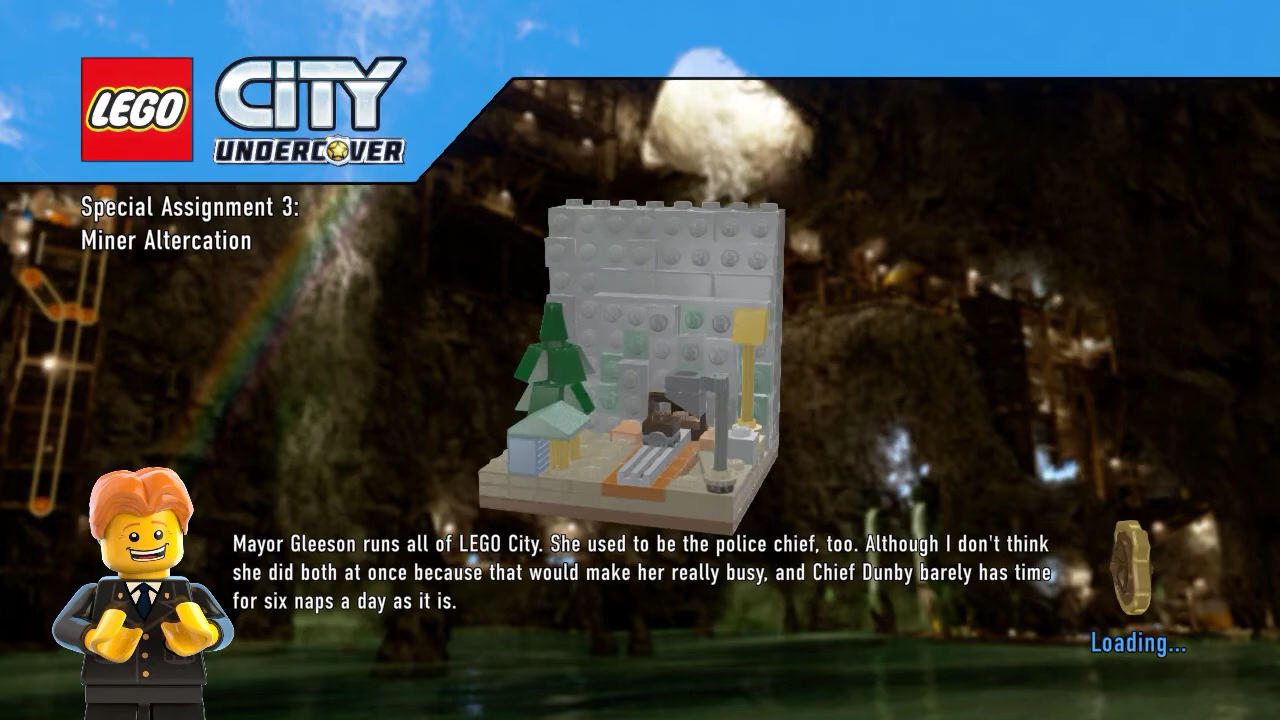 LEGO
CITY
UNDERCOVER
Special Assignment 3:
Miner Altercation
Mayor Gleeson runs all of LEGO City. She used to be the police chief, too. Although I don't think
she did both at once because that would make her really busy, and Chief Dunby barely has time
for six naps a day as it is.
Loading...